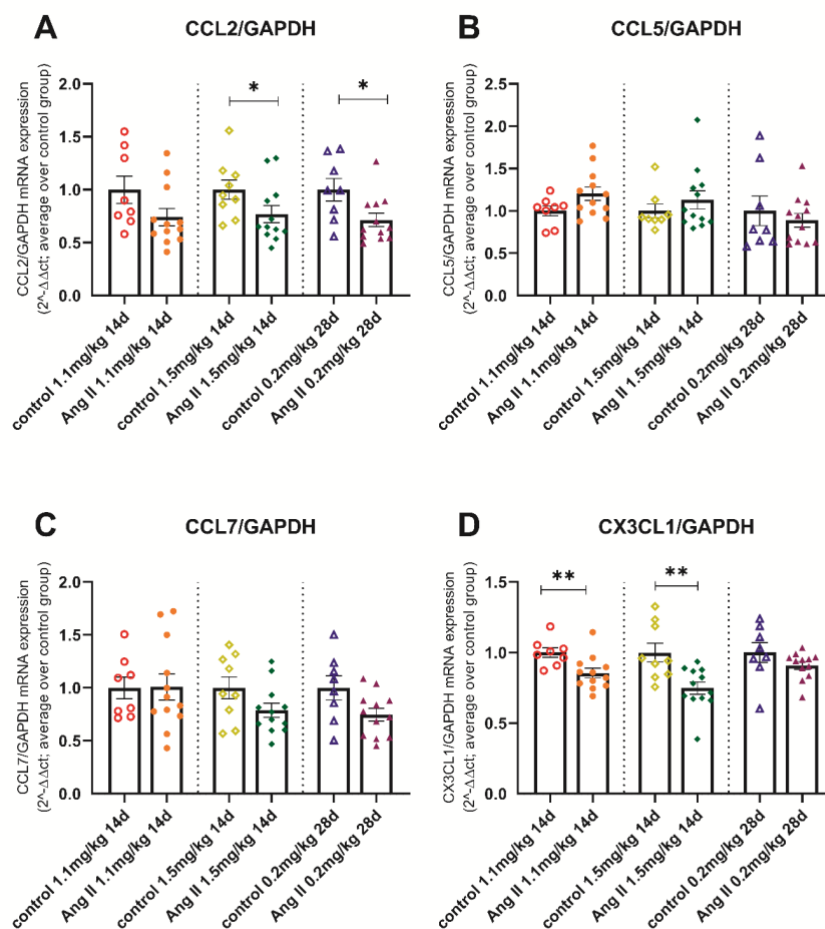 A
CCL2/GAPDH
CCL2/GAPDH mRNA expression
(2^-ΔΔct; average over control group)
2.0
1.5
1.0
0.5
0.0
*
*
control 1.1mg/kg 14d
Ang II 1.1mg/kg 14d
control 1.5mg/kg 14d
Ang II 1.5mg/kg 14d
control 0.2mg/kg 28d
Ang II 0.2mg/kg 28d
B
CCL5/GAPDH
CCL5/GAPDH mRNA expression
(2^-ΔΔct; average over control group)
2.5
2.0
1.5
1.0
0.5
0.0
control 1.1mg/kg 14d
Ang II 1.1mg/kg 14d
control 1.5mg/kg 14d
Ang II 1.5mg/kg 14d
control 0.2mg/kg 28d
Ang II 0.2mg/kg 28d
C
CCL7/GAPDH
CCL7/GAPDH mRNA expression
(2^-ΔΔct; average over control group)
2.0
1.5
1.0
0.5
0.0
control 1.1mg/kg 14d
Ang II 1.1mg/kg 14d
control 1.5mg/kg 14d
Ang II 1.5mg/kg 14d
control 0.2mg/kg 28d
Ang II 0.2mg/kg 28d
D
CX3CL1/GAPDH
CX3CL1/GAPDH mRNA expression
(2^-ΔΔct; average over control group)
1.5
1.0
0.5
0.0
**
**
control 1.1mg/kg 14d
Ang II 1.1mg/kg 14d
control 1.5mg/kg 14d
Ang II 1.5mg/kg 14d
control 0.2mg/kg 28d
Ang II 0.2mg/kg 28d